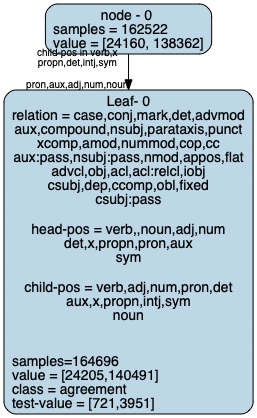 node - 0
samples = 162522
value = [24160, 138362]
child-pos in verb,x
propn,det,intj,sym
pron,aux,adj,num,noun
Leaf- 0
relation = case,conj,mark,det,advmod
aux,compound,nsubj,parataxis,punct
xcomp,amod,nummod,cop,cc
aux:pass,nsubj:pass,nmod,appos,flat
advcl,obj,acl,acl:relcl,iobj
csubj,dep,ccomp,obl,fixed
csubj:pass
head-pos = verb,,noun,adj,num
det,x,propn,pron,aux
sym
child-pos = verb,adj,num,pron,det
aux,x,propn,intj,sym
noun
samples=164696
value = [24205,140491]
class = agreement
test-value = [721,3951]